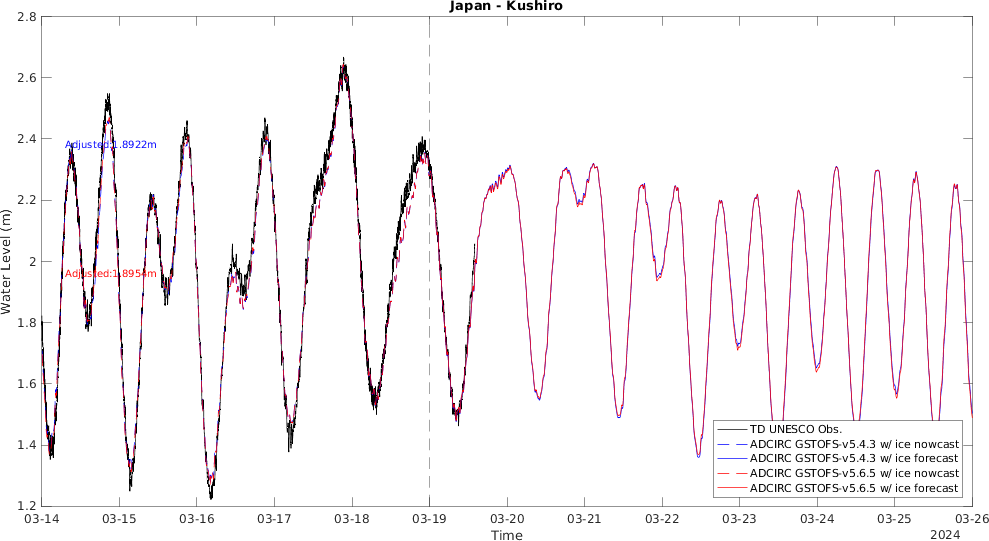 Japan - Kushiro
Water Level (m)
2.8
2.6
2.4
2.2
2
1.8
1.6
1.4
1.2
Adjusted:1.8922m
Adjusted:1.8954m
TD UNESCO Obs.
ADCIRC GSTOFS-v5.4.3 w/ ice nowcast
ADCIRC GSTOFS-v5.4.3 w/ ice forecast
ADCIRC GSTOFS-v5.6.5 w/ ice nowcast
ADCIRC GSTOFS-v5.6.5 w/ ice forecast
03-14 03-15 03-16 03-17 03-18 03-19 03-20 03-21 03-22 03-23 03-24 03-25 03-26
Time
2024